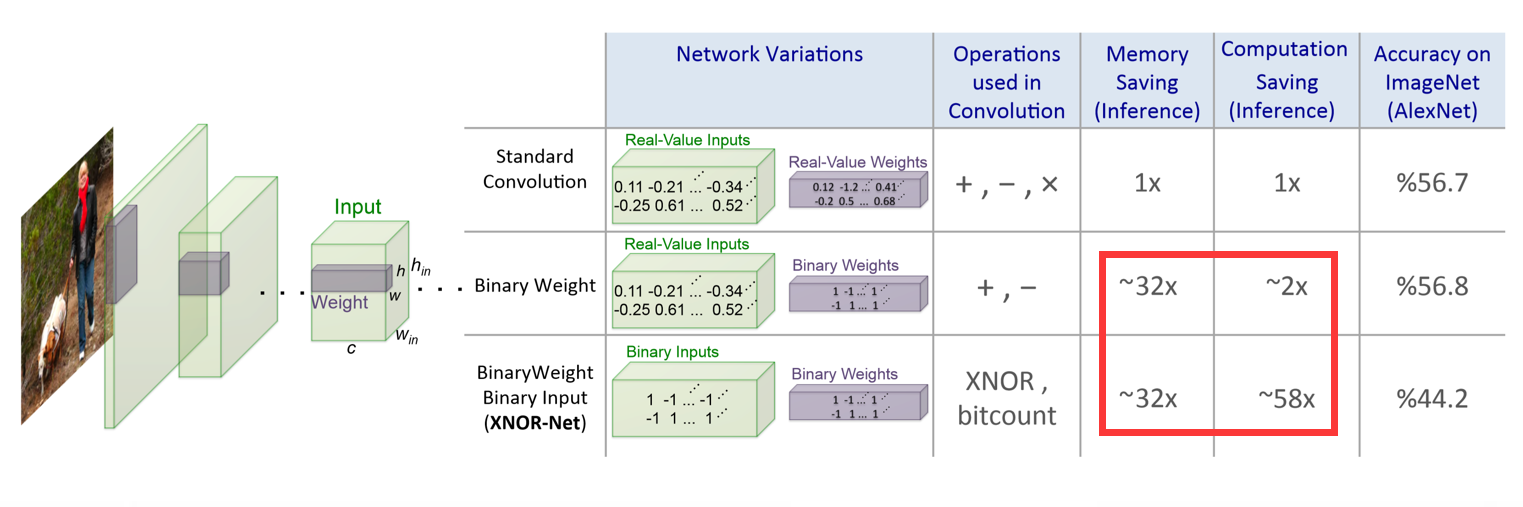 Network Variations
Operations
used in
Convolution
Memory
Saving
(Inference)
Computation
Saving
(Inference)
Accuracy on
ImageNet
(AlexNet)
Input
Weight
h
w
h_in
w_in
c
. . .
. . .
Standard
Convolution
Real-Value Inputs
0.11 -0.21 ... -0.34
-0.25 0.61 ... 0.52
Real-Value Weights
0.12 -1.2 ... 0.41
-0.2 0.5 ... 0.68
+ , − , ×
1x
1x
%56.7
Binary Weight
Real-Value Inputs
0.11 -0.21 ... -0.34
-0.25 0.61 ... 0.52
Binary Weights
1 -1 ... 1
-1 1 ... 1
+ , −
~32x
~2x
%56.8
BinaryWeight
Binary Input
(XNOR-Net)
Binary Inputs
1 -1 ... -1
-1 1 ... 1
Binary Weights
1 -1 ... 1
-1 1 ... 1
XNOR ,
bitcount
~32x
~58x
%44.2